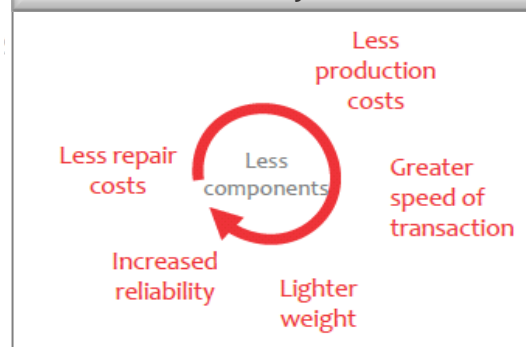 Less
production
costs
Less repair
costs
Less
components
Greater
speed of
transaction
Increased
reliability
Lighter
weight